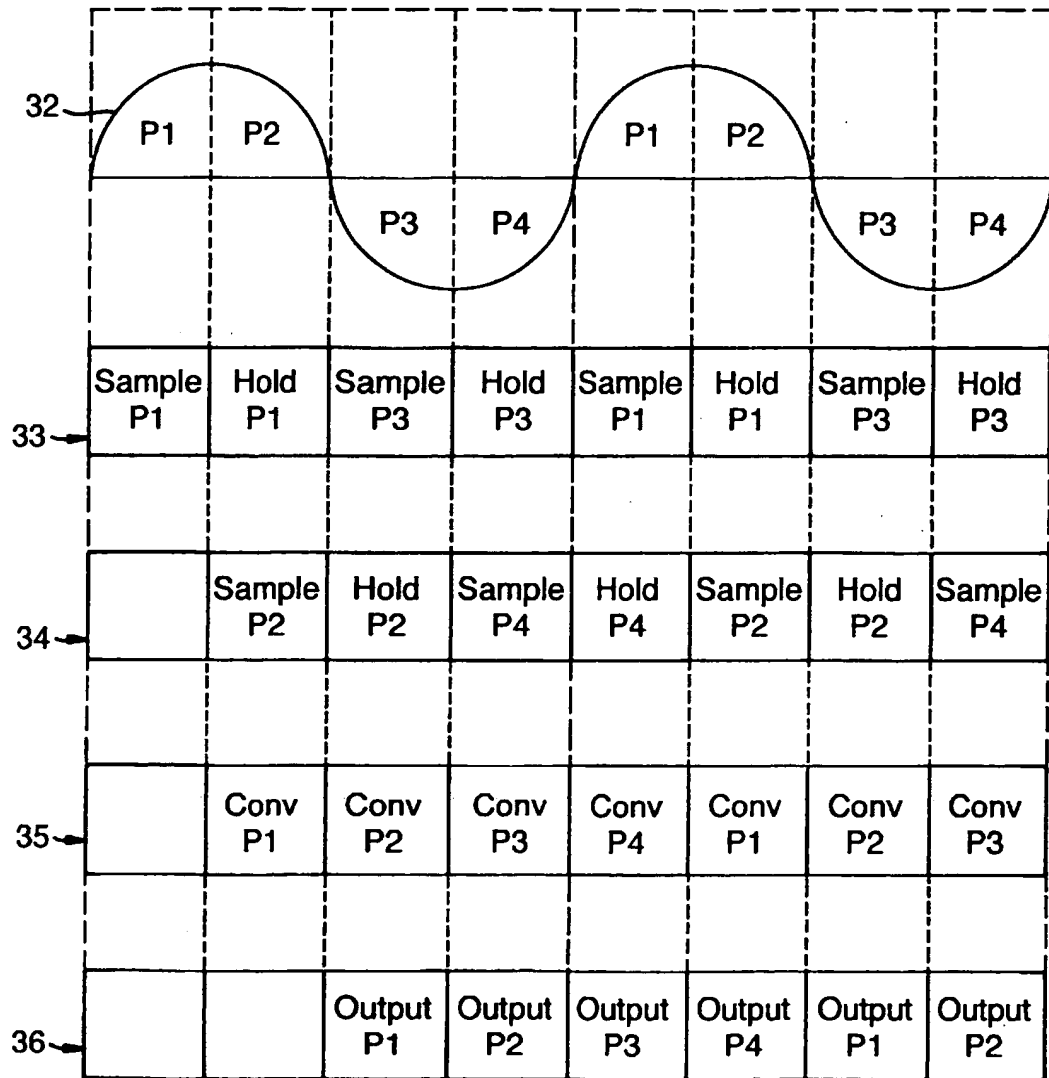 32
P1 P2 P1 P2
P3 P4 P3 P4
Sample Hold Sample Hold Sample Hold Sample Hold
P1 P1 P3 P3 P1 P1 P3 P3
33
Sample Hold Sample Hold Sample Hold Sample
P2 P2 P4 P4 P2 P2 P4
34
Conv Conv Conv Conv Conv Conv Conv
P1 P2 P3 P4 P1 P2 P3
35
Output Output Output Output Output Output
P1 P2 P3 P4 P1 P2
36